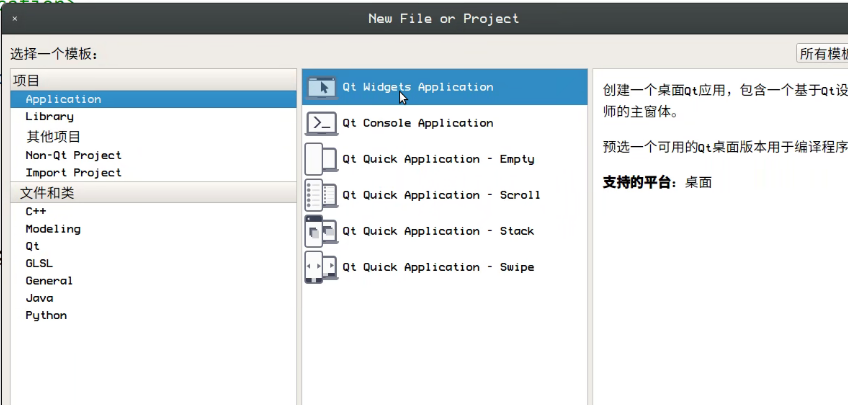 New File or Project
选择一个模板:
所有模板
项目
Application
Library
其他项目
Non-Qt Project
Import Project
文件和类
C++
Modeling
Qt
GLSL
General
Java
Python
Qt Widgets Application
Qt Console Application
Qt Quick Application - Empty
Qt Quick Application - Scroll
Qt Quick Application - Stack
Qt Quick Application - Swipe
创建一个桌面Qt应用，包含一个基于Qt设
师的主窗体。
预选一个可用的Qt桌面版本用于编译程序
支持的平台: 桌面